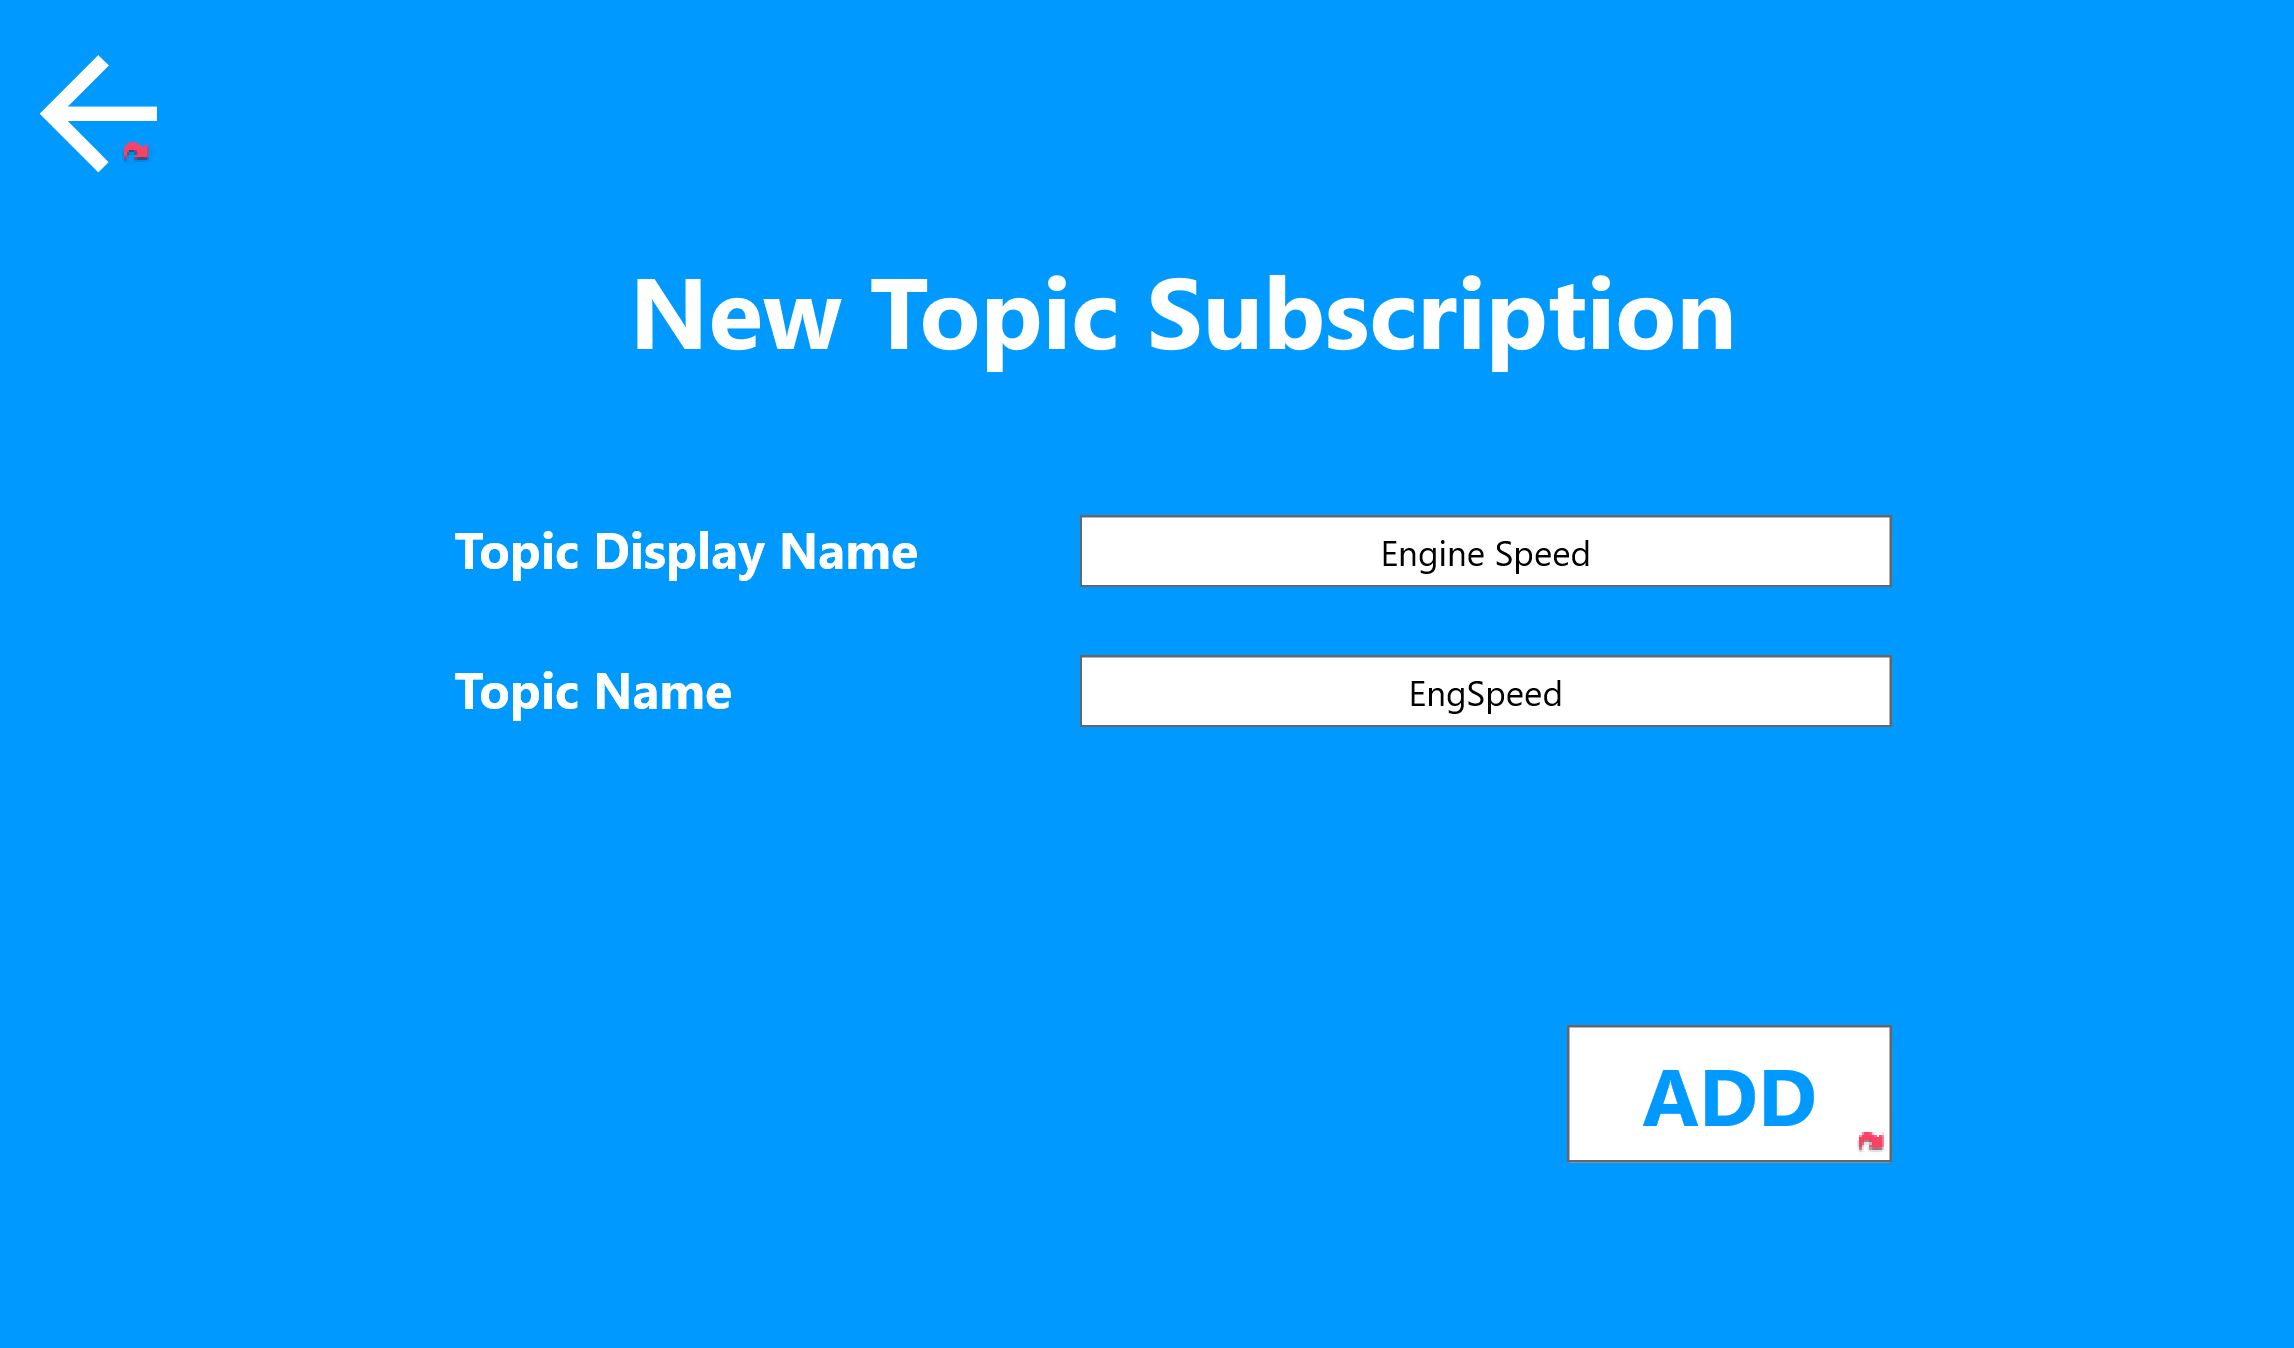 New Topic Subscription
Topic Display Name
Engine Speed
Topic Name
EngSpeed
ADD